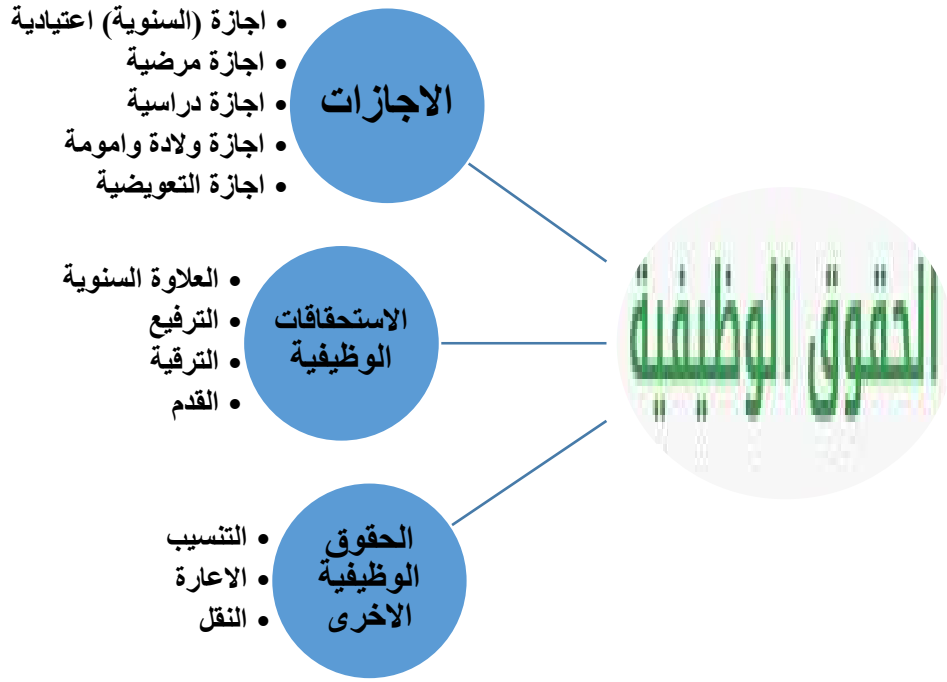 الحقوق الوظيفية
الاجازات
• اجازة (السنوية) اعتيادية
• اجازة مرضية
• اجازة دراسية
• اجازة ولادة وامومة
• اجازة التعويضية
الاستحقاقات
الوظيفية
• العلاوة السنوية
• الترفيع
• الترقية
• القدم
الحقوق
الوظيفية
الاخرى
• التنسيب
• الاعارة
• النقل